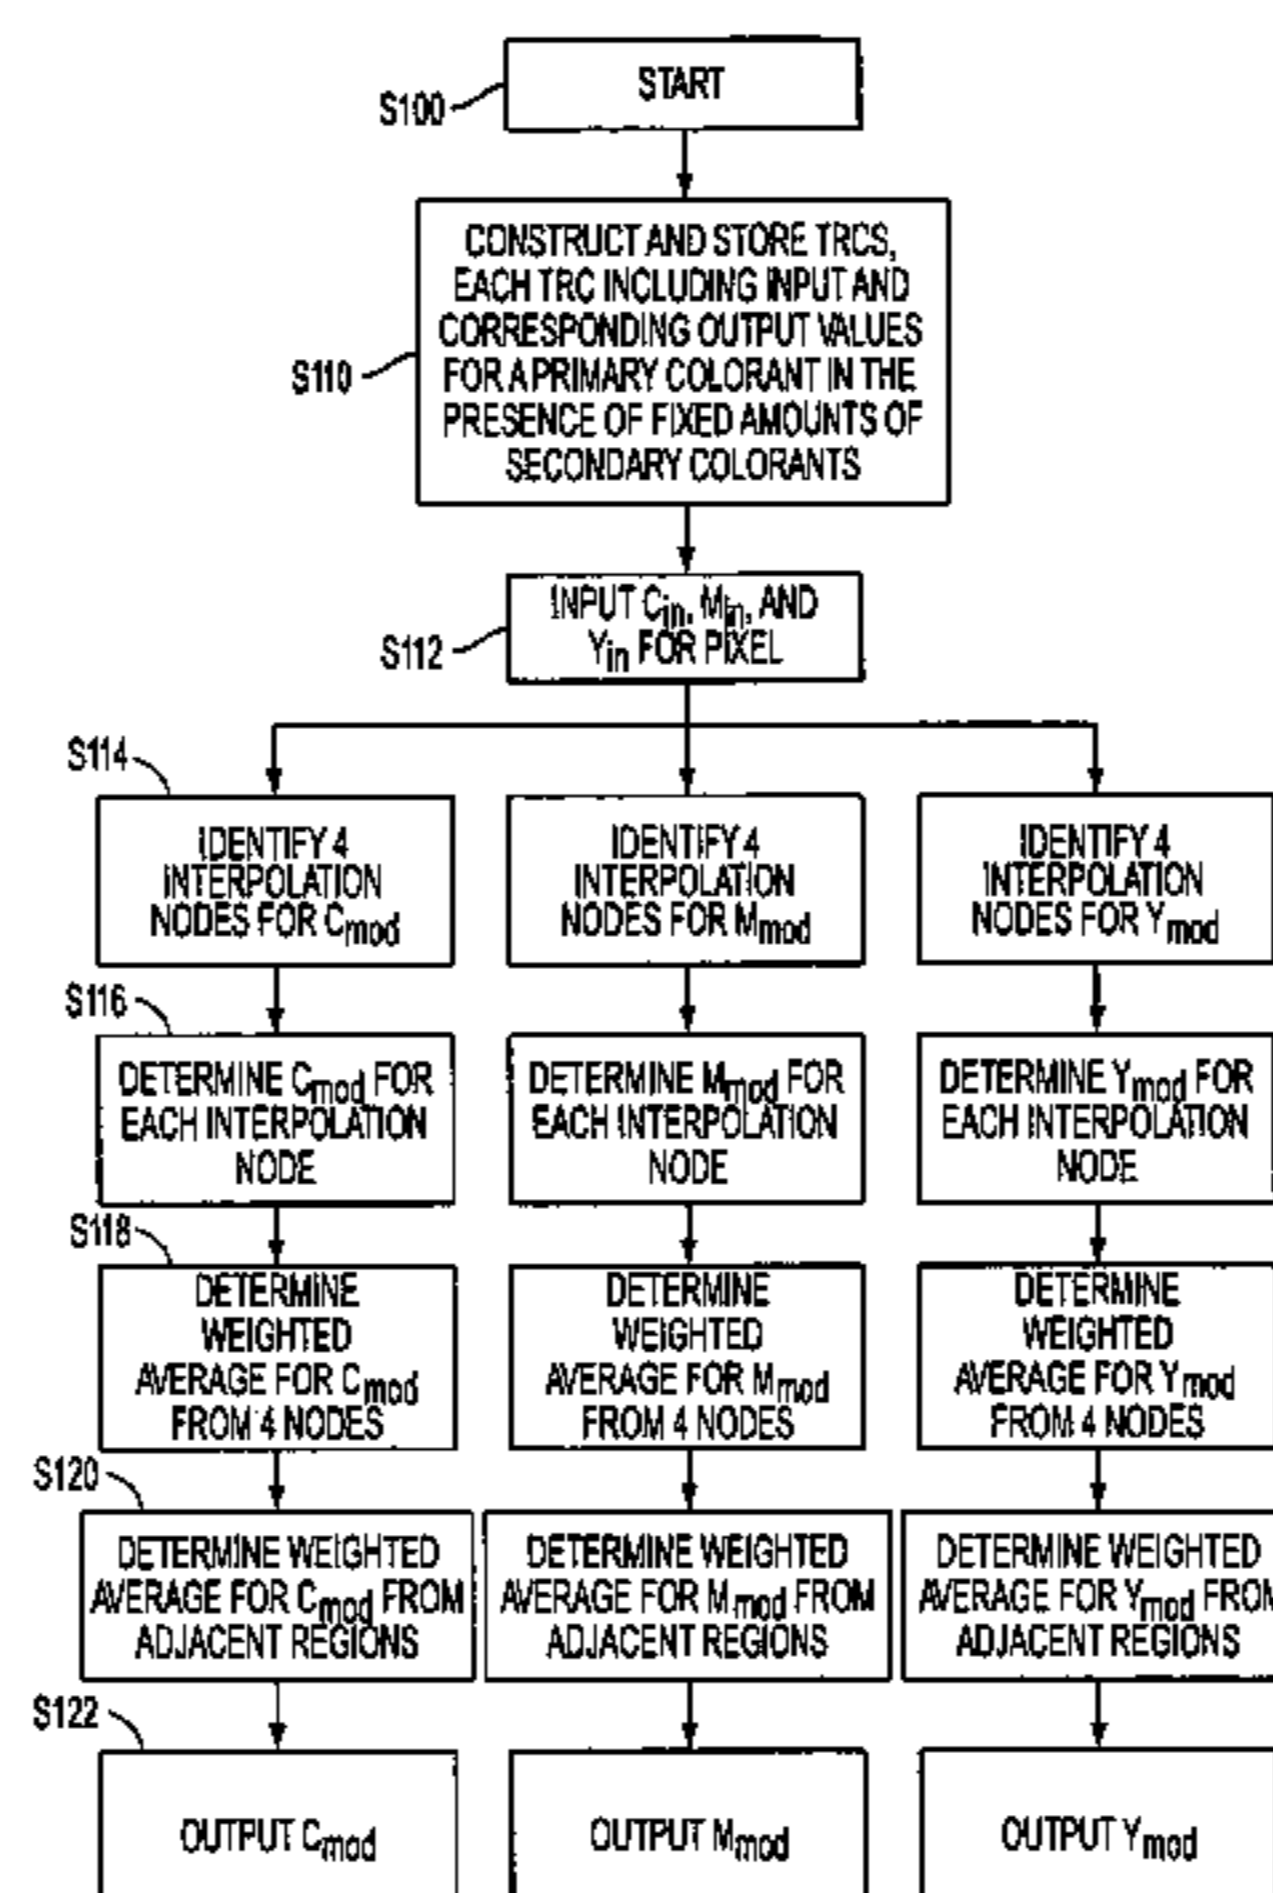 START
S100
CONSTRUCT AND STORE TRCS,
EACH TRC INCLUDING INPUT AND
CORRESPONDING OUTPUT VALUES
FOR A PRIMARY COLORANT IN THE
PRESENCE OF FIXED AMOUNTS OF
SECONDARY COLORANTS
S110
INPUT Cin, Min, AND
Yin FOR PIXEL
S112
S114
IDENTIFY 4
INTERPOLATION
NODES FOR Cmod
IDENTIFY 4
INTERPOLATION
NODES FOR Mmod
IDENTIFY 4
INTERPOLATION
NODES FOR Ymod
S116
DETERMINE Cmod FOR
EACH INTERPOLATION
NODE
DETERMINE Mmod FOR
EACH INTERPOLATION
NODE
DETERMINE Ymod FOR
EACH INTERPOLATION
NODE
S118
DETERMINE
WEIGHTED
AVERAGE FOR Cmod
FROM 4 NODES
DETERMINE
WEIGHTED
AVERAGE FOR Mmod
FROM 4 NODES
DETERMINE
WEIGHTED
AVERAGE FOR Ymod
FROM 4 NODES
S120
DETERMINE WEIGHTED
AVERAGE FOR Cmod FROM
ADJACENT REGIONS
DETERMINE WEIGHTED
AVERAGE FOR Mmod FROM
ADJACENT REGIONS
DETERMINE WEIGHTED
AVERAGE FOR Ymod FROM
ADJACENT REGIONS
S122
OUTPUT Cmod
OUTPUT Mmod
OUTPUT Ymod